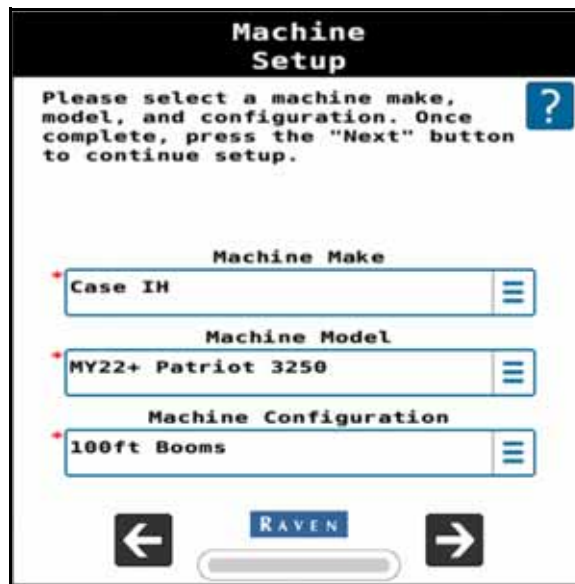 Machine
Setup
Please select a machine make,
model, and configuration. Once
complete, press the "Next" button
to continue setup.
?
Machine Make
*
Case IH
Machine Model
*
MY22+ Patriot 3250
Machine Configuration
*
100ft Booms
RAVEN